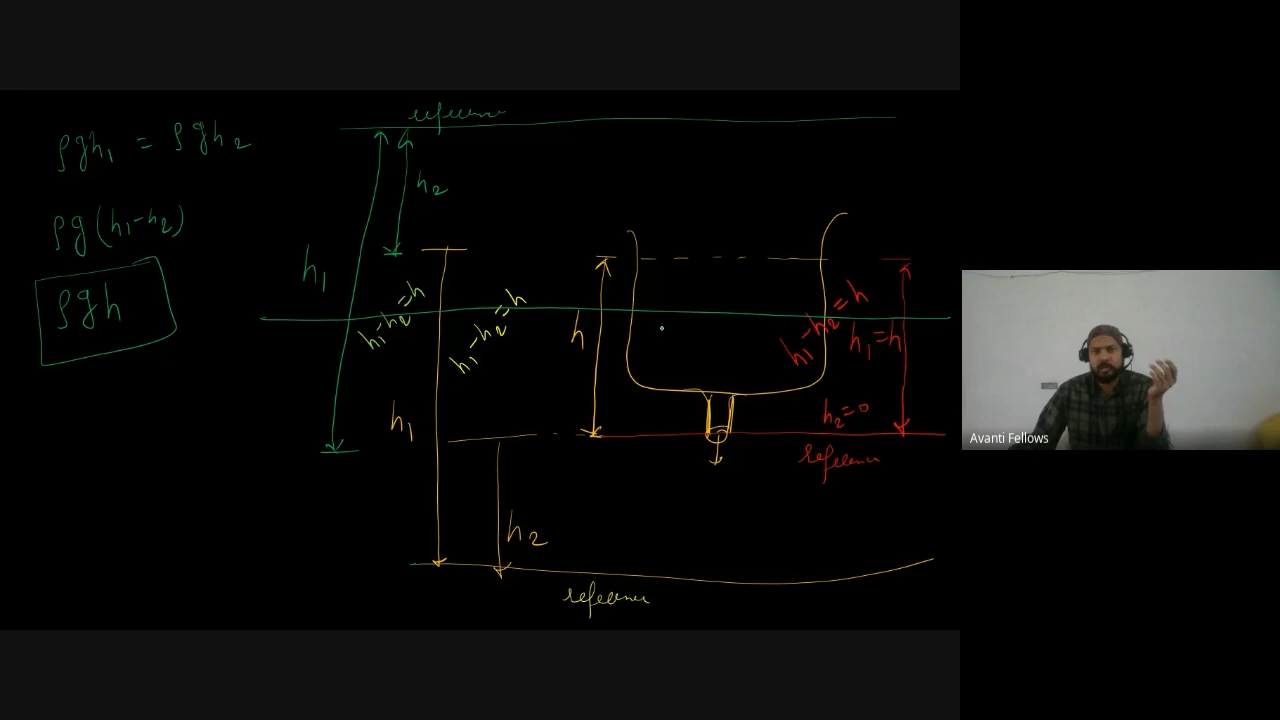 reference
ρgh₁ = ρgh₂
h₂
ρg(h₁-h₂)
h₁
ρgh
h₁-h₂=h
h₁-h₂=h
h
h₁-h₂=h
h₁=h
h₁
h₂=0
reference
Avanti Fellows
h₂
reference